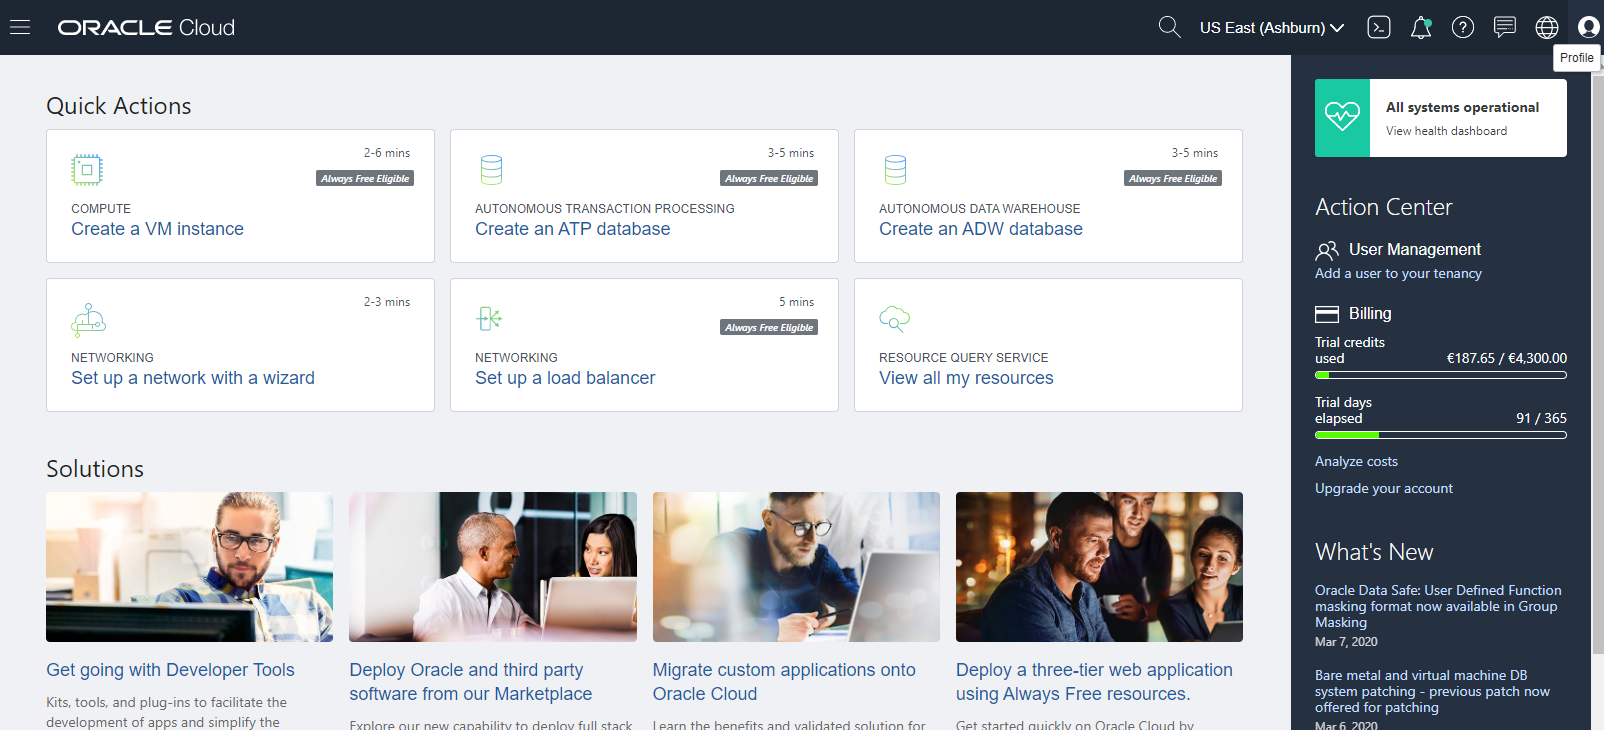 ORACLE Cloud
US East (Ashburn)
Profile
Quick Actions
2-6 mins
Always Free Eligible
COMPUTE
Create a VM instance
3-5 mins
Always Free Eligible
AUTONOMOUS TRANSACTION PROCESSING
Create an ATP database
3-5 mins
Always Free Eligible
AUTONOMOUS DATA WAREHOUSE
Create an ADW database
2-3 mins
NETWORKING
Set up a network with a wizard
5 mins
Always Free Eligible
NETWORKING
Set up a load balancer
RESOURCE QUERY SERVICE
View all my resources
Solutions
Get going with Developer Tools
Kits, tools, and plug-ins to facilitate the
development of apps and simplify the
Deploy Oracle and third party
software from our Marketplace
Explore our new capability to deploy full stack
Migrate custom applications onto
Oracle Cloud
Learn the benefits and validated solution for
Deploy a three-tier web application
using Always Free resources.
Get started quickly on Oracle Cloud by
All systems operational
View health dashboard
Action Center
User Management
Add a user to your tenancy
Billing
Trial credits
used €187.65 / €4,300.00
Trial days
elapsed 91 / 365
Analyze costs
Upgrade your account
What's New
Oracle Data Safe: User Defined Function
masking format now available in Group
Masking
Mar 7, 2020
Bare metal and virtual machine DB
system patching - previous patch now
offered for patching
Mar 6, 2020